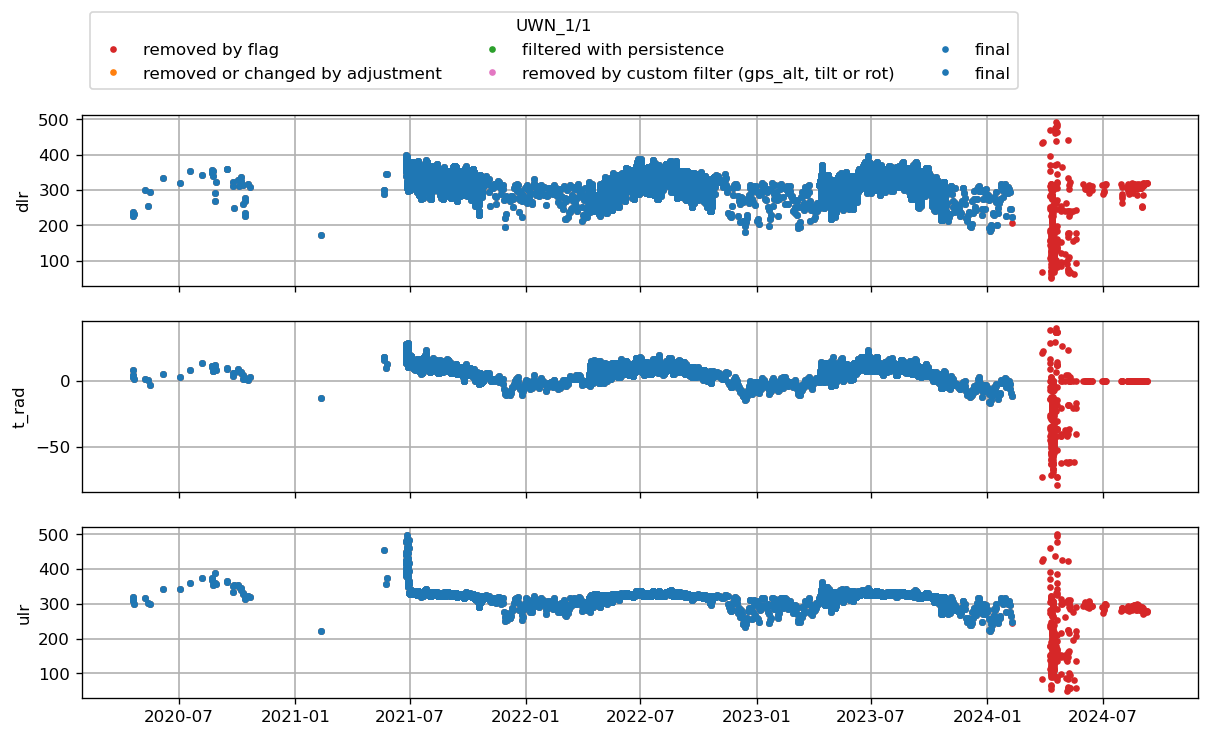 UWN_1/1
removed by flag
filtered with persistence
final
removed or changed by adjustment
removed by custom filter (gps_alt, tilt or rot)
final
500
400
300
200
100
dlr
0
−50
t_rad
500
400
300
200
100
ulr
2020-07
2021-01
2021-07
2022-01
2022-07
2023-01
2023-07
2024-01
2024-07